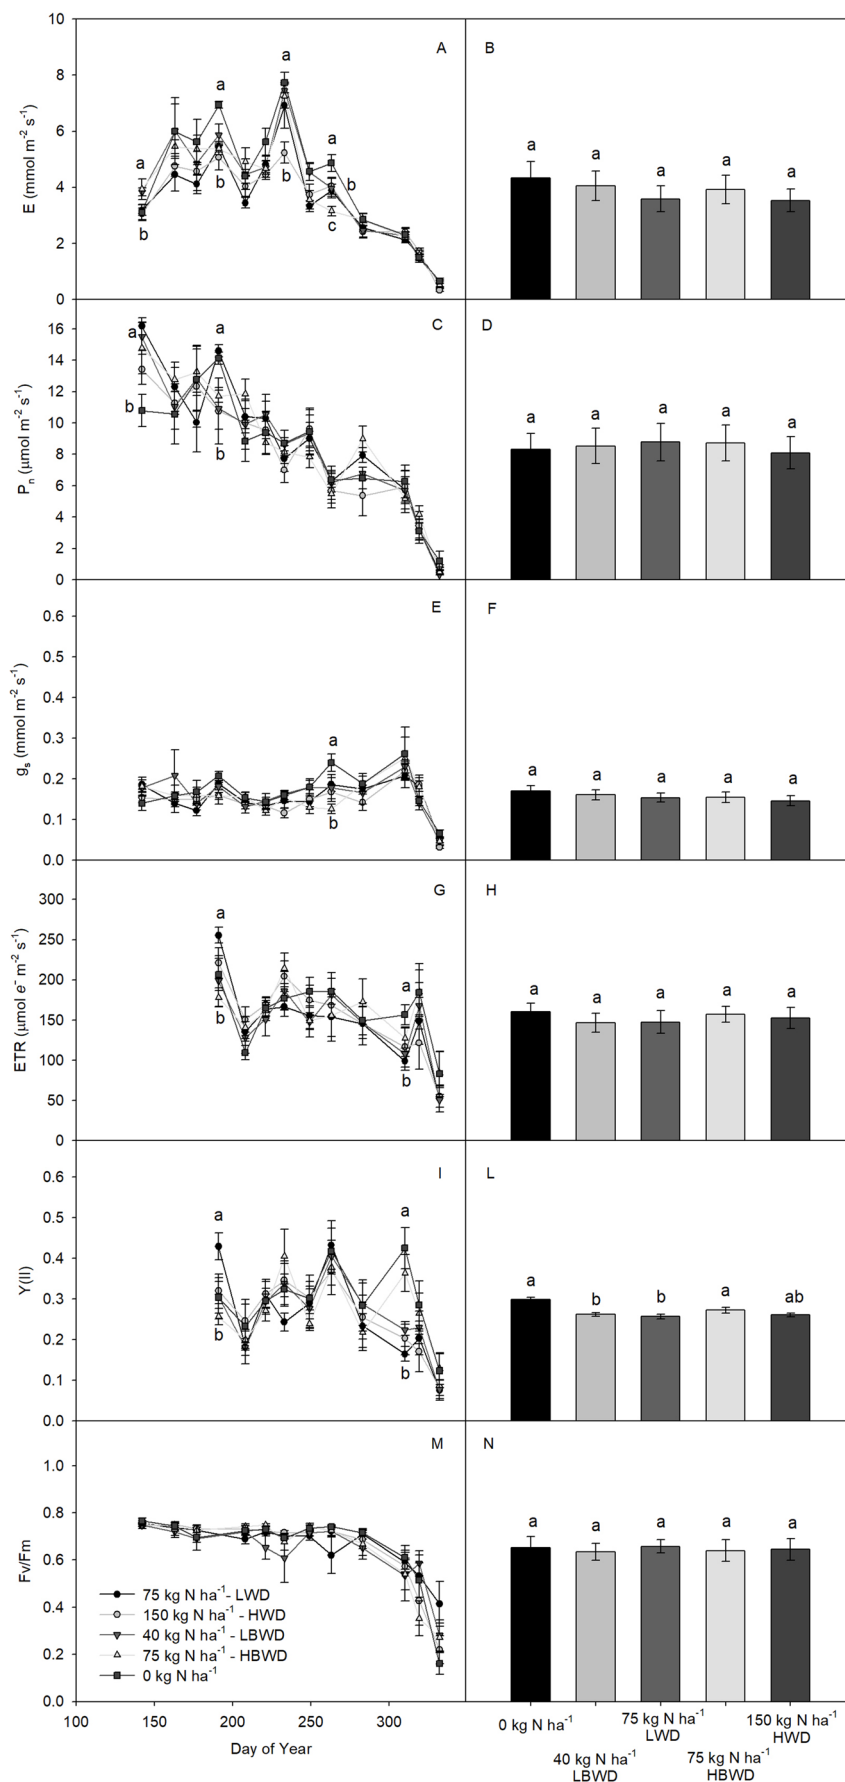 A
B
E
(mmol m⁻² s⁻¹)
10
8
6
4
2
0
a
a
a
a
b
b
b
b
c
a
a
a
a
a
C
D
Pₙ (µmol m⁻² s⁻¹)
16
14
12
10
8
6
4
2
0
a
a
b
b
a
a
a
a
a
E
F
gₛ (mmol m⁻² s⁻¹)
0.6
0.5
0.4
0.3
0.2
0.1
0.0
a
b
a
a
a
a
a
G
H
ETR (µmol e⁻ m⁻² s⁻¹)
300
250
200
150
100
50
0
a
a
b
b
a
a
a
a
a
I
L
Y(II)
0.6
0.5
0.4
0.3
0.2
0.1
0.0
a
a
b
b
a
b
b
a
ab
M
N
Fv/Fm
1.0
0.8
0.6
0.4
0.2
0.0
75 kg N ha⁻¹- LWD
150 kg N ha⁻¹ - HWD
40 kg N ha⁻¹ - LBWD
75 kg N ha⁻¹ - HBWD
0 kg N ha⁻¹
a
a
a
a
a
100
150
200
250
300
Day of Year
0 kg N ha⁻¹
40 kg N ha⁻¹
LBWD
75 kg N ha⁻¹
LWD
75 kg N ha⁻¹
HBWD
150 kg N ha⁻¹
HWD